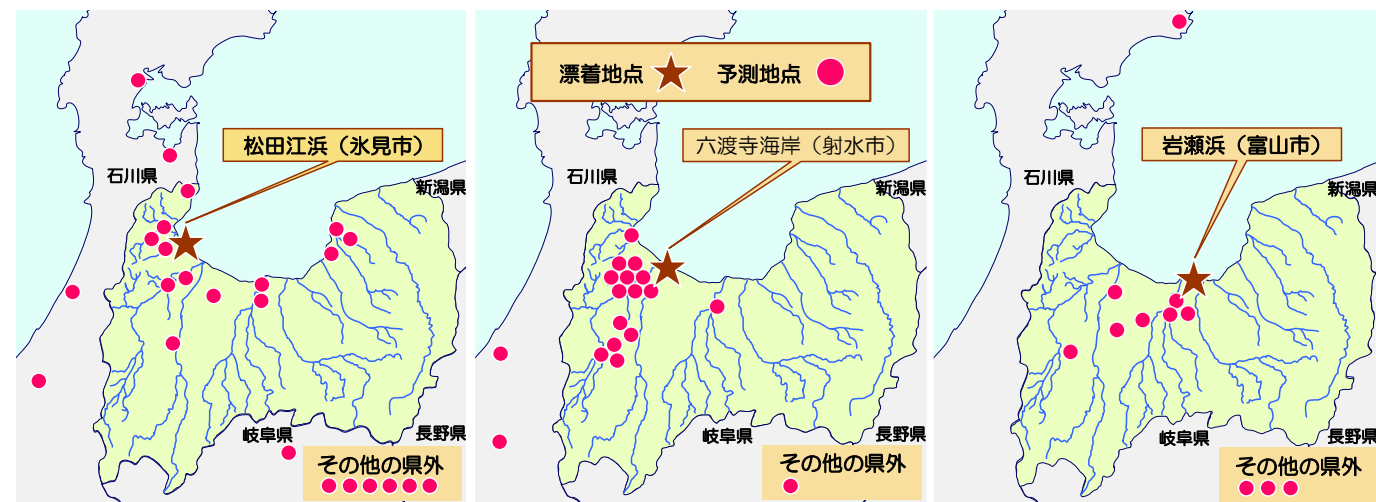 松田江浜（氷見市）
石川県
新潟県
岐阜県
長野県
その他の県外
漂着地点
予測地点
六渡寺海岸（射水市）
石川県
新潟県
岐阜県
長野県
その他の県外
岩瀬浜（富山市）
石川県
新潟県
岐阜県
長野県
その他の県外